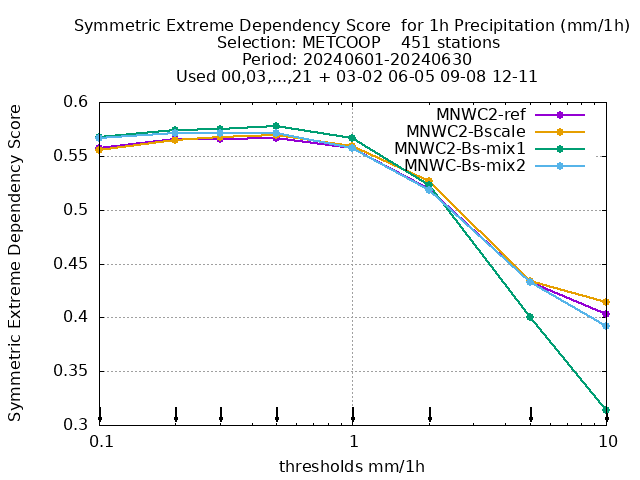 Symmetric Extreme Dependency Score  for 1h Precipitation (mm/1h)
Selection: METCOOP    451 stations
Period: 20240601-20240630
Used 00,03,...,21 + 03-02 06-05 09-08 12-11
MNWC2-ref
MNWC2-Bscale
MNWC2-Bs-mix1
MNWC-Bs-mix2
Symmetric Extreme Dependency Score
0.6
0.55
0.5
0.45
0.4
0.35
0.3
0.1
1
10
thresholds mm/1h